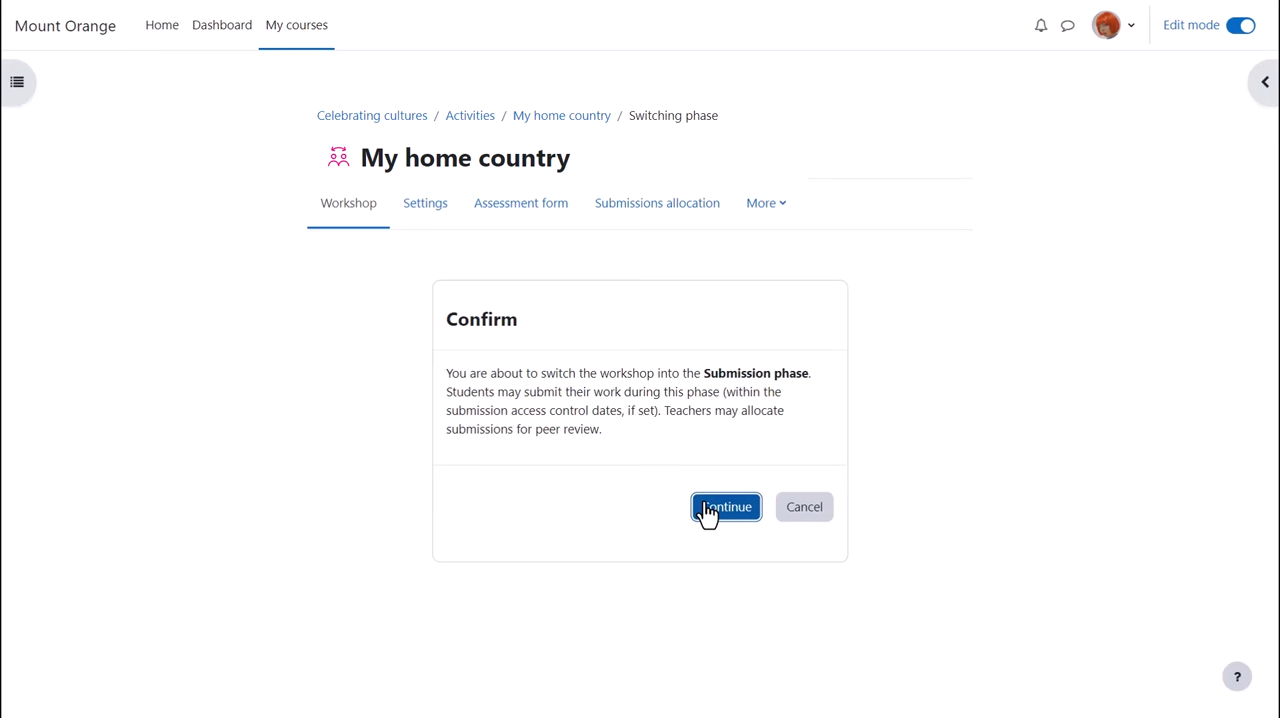 Mount Orange Home Dashboard My courses Edit mode
Celebrating cultures / Activities / My home country / Switching phase
My home country
Workshop Settings Assessment form Submissions allocation More
Confirm
You are about to switch the workshop into the Submission phase.
Students may submit their work during this phase (within the
submission access control dates, if set). Teachers may allocate
submissions for peer review.
Continue Cancel
?